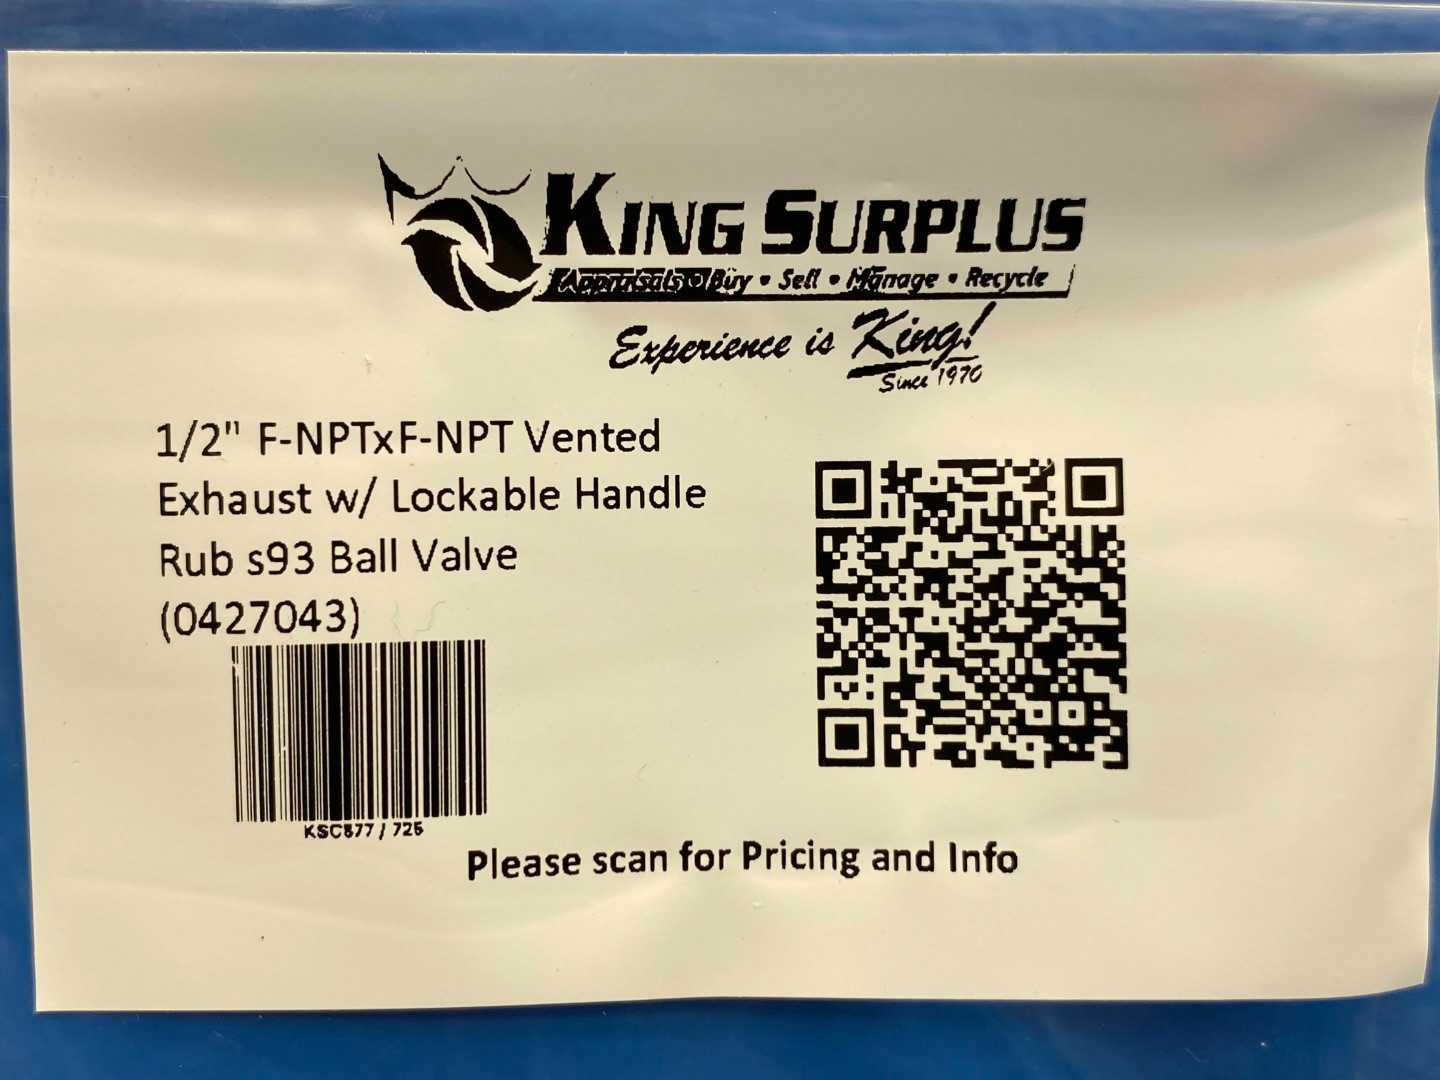 KING SURPLUS
Appraisals • Buy • Sell • Manage • Recycle
Experience is King!
Since 1970
1/2" F-NPTxF-NPT Vented
Exhaust w/ Lockable Handle
Rub s93 Ball Valve
(0427043)
KSC877 / 725
Please scan for Pricing and Info